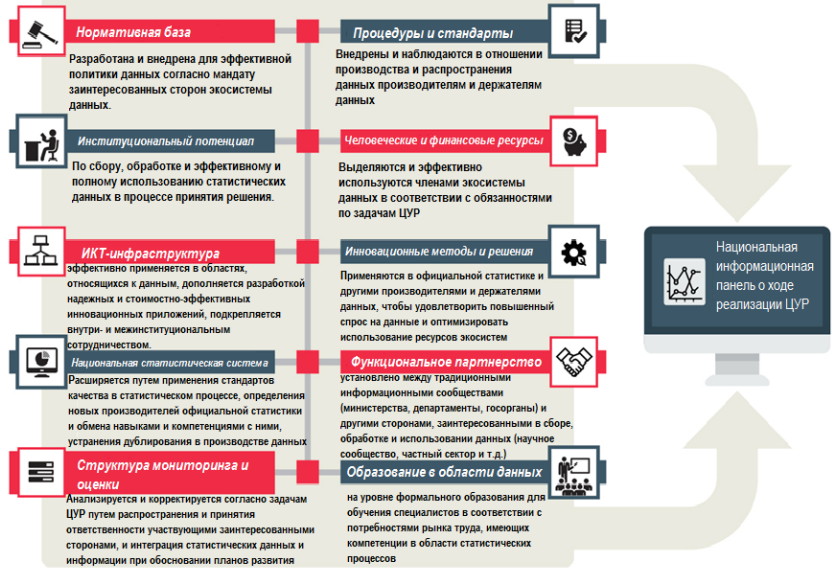 Нормативная база
Разработана и внедрена для эффективной
политики данных согласно мандату
заинтересованных сторон экосистемы
данных.
Процедуры и стандарты
Внедрены и наблюдаются в отношении
производства и распространения
данных производителям и держателям
данных
Институциональный потенциал
По сбору, обработке и эффективному и
полному использованию статистических
данных в процессе принятия решения.
Человеческие и финансовые ресурсы
Выделяются и эффективно
используются членами экосистемы
данных в соответствии с обязанностями
по задачам ЦУР
ИКТ-инфраструктура
эффективно применяется в областях,
относящихся к данным, дополняется разработкой
надежных и стоимостно-эффективных
инновационных приложений, подкрепляется
внутри- и межинституциональным
сотрудничеством.
Инновационные методы и решения
Применяются в официальной статистике и
другими производителями и держателями
данных, чтобы удовлетворить повышенный
спрос на данные и оптимизировать
использование ресурсов экосистем
Национальная статистическая система
Расширяется путем применения стандартов
качества в статистическом процессе, определения
новых производителей официальной статистики
и обмена навыками и компетенциями с ними,
устранения дублирования в производстве данных
Функциональное партнерство
установлено между традиционными
информационными сообществами
(министерства, департаменты, госорганы) и
другими сторонами, заинтересованными в сборе,
обработке и использовании данных (научное
сообщество, частный сектор и т.д.)
Структура мониторинга и
оценки
Анализируется и корректируется согласно задачам
ЦУР путем распространия и принятия
ответственности участвующими заинтересованными
сторонами, и интеграция статистических данных и
информации при обосновании планов развития
Образование в области данных
на уровне формального образования для
обучения специалистов в соответствии с
потребностями рынка труда, имеющих
компетенции в области статистических
процессов
Национальная
информационная
панель о ходе
реализации ЦУР